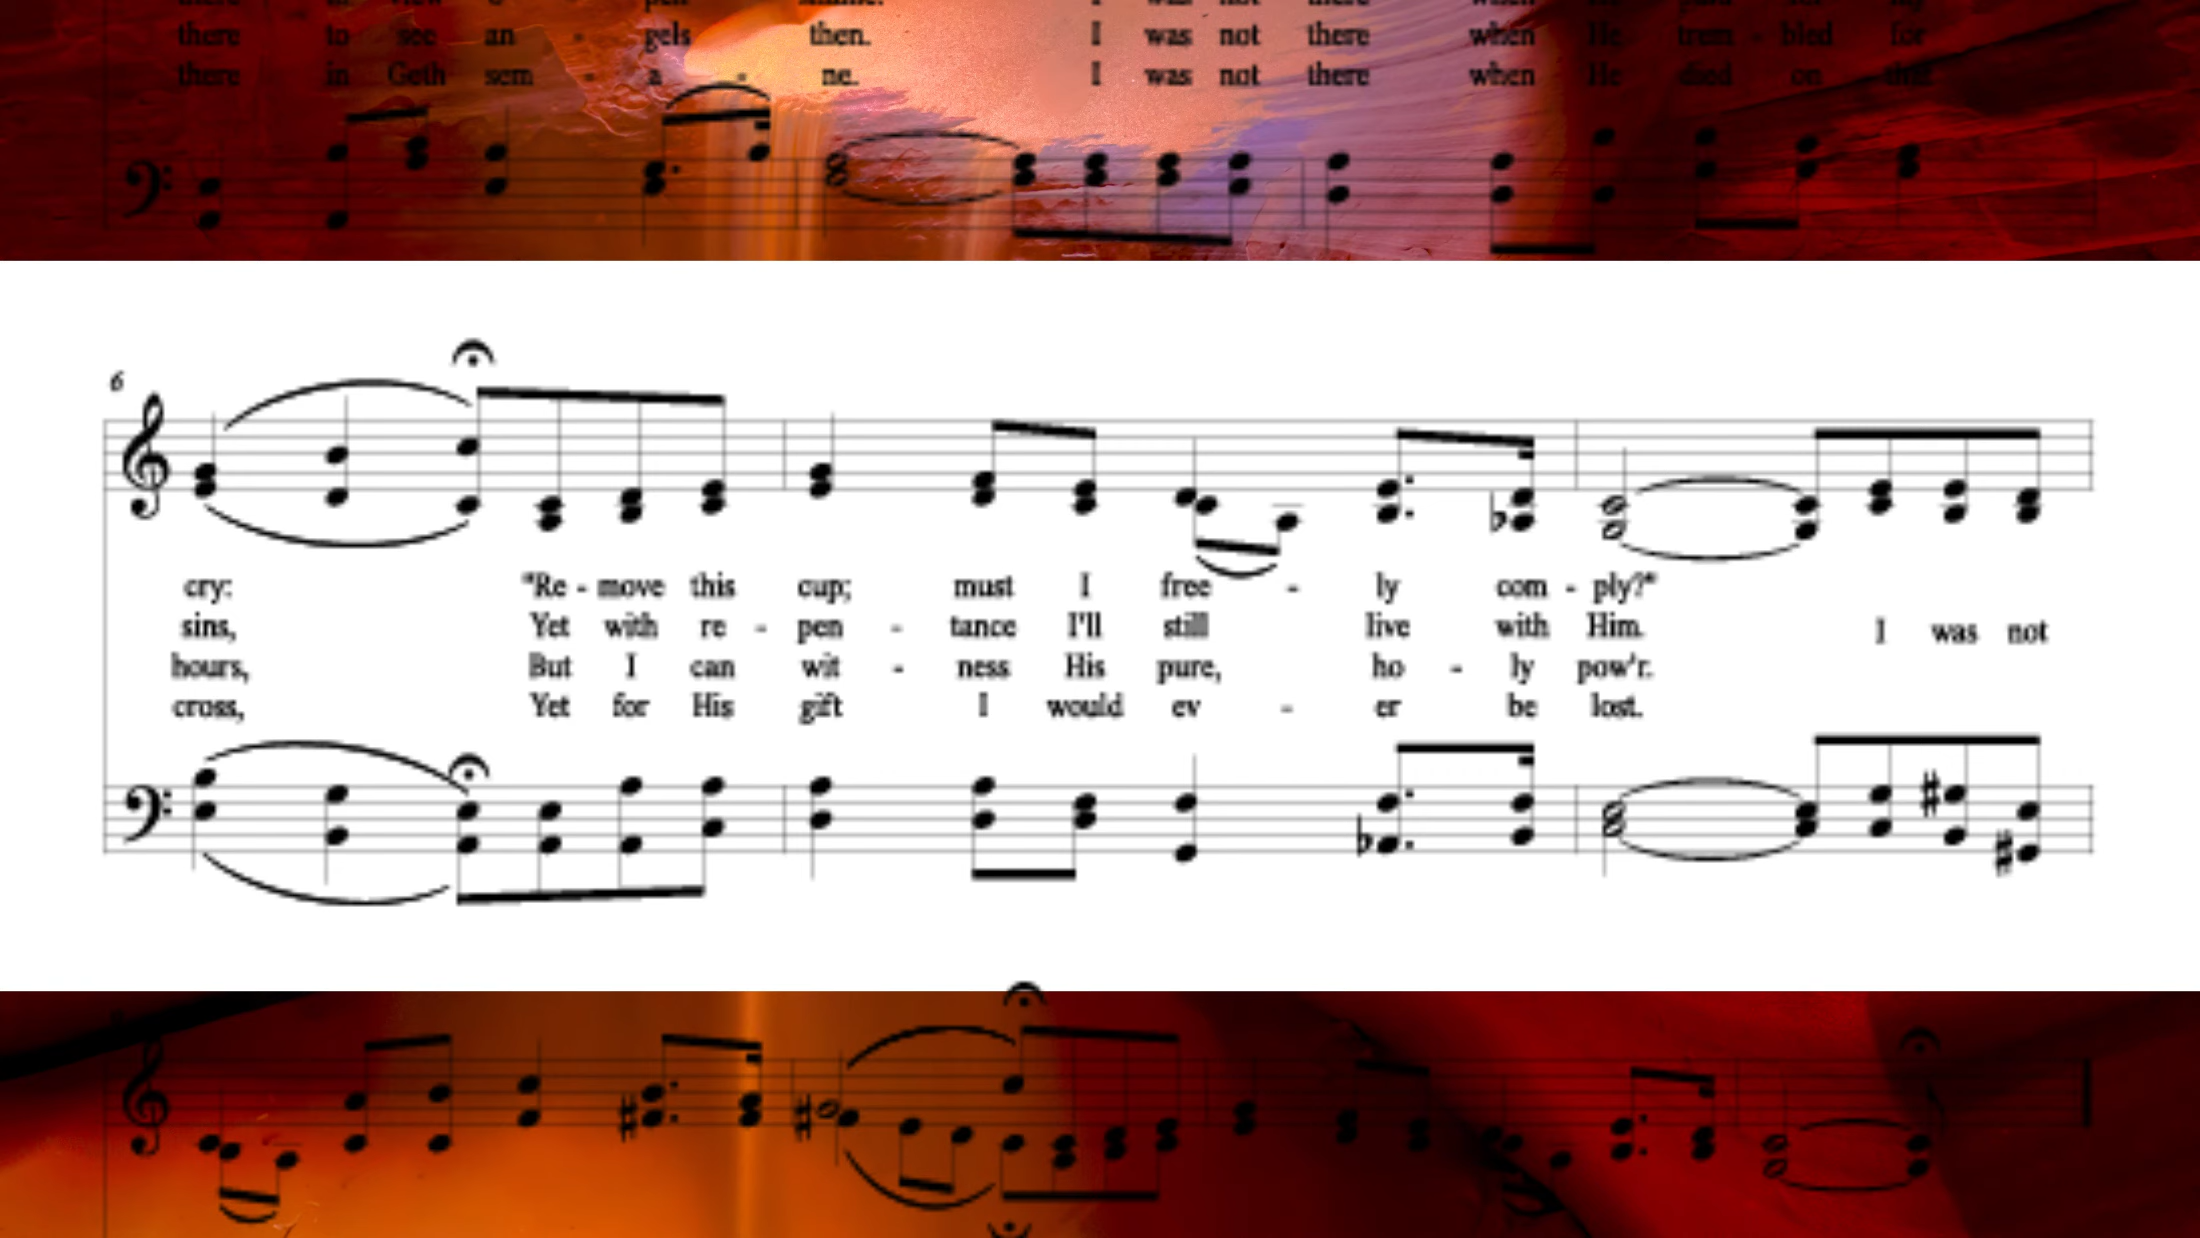 there to see an - gels then. I was not there when He trem - bled for
there in Geth sem - a - ne. I was not there when He died on that
6
cry: "Re - move this cup; must I free - ly com - ply?"
sins, Yet with re - pen - tance I'll still live with Him. I was not
hours, But I can wit - ness His pure, ho - ly pow'r.
cross, Yet for His gift I would ev - er be lost.